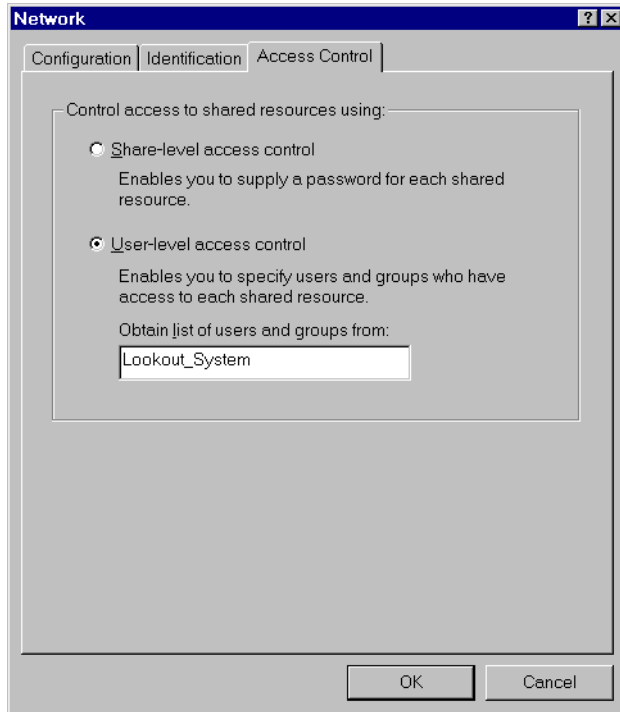 Network
Configuration Identification Access Control
Control access to shared resources using:
Share-level access control
Enables you to supply a password for each shared
resource.
User-level access control
Enables you to specify users and groups who have
access to each shared resource.
Obtain list of users and groups from:
Lookout_System
OK Cancel